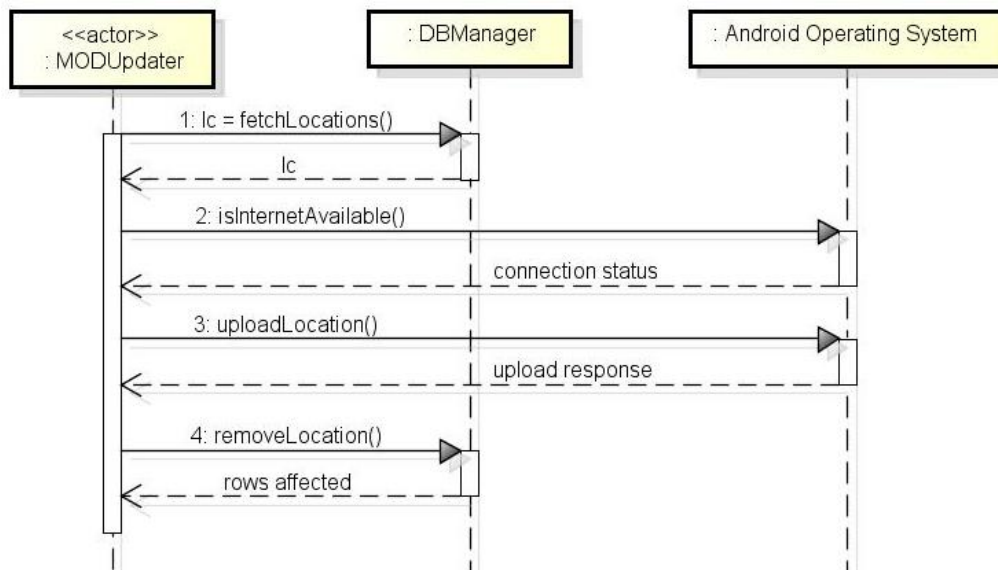 <<actor>>
: MODUpdater
: DBManager
: Android Operating System
1: lc = fetchLocations()
lc
2: isInternetAvailable()
connection status
3: uploadLocation()
upload response
4: removeLocation()
rows affected